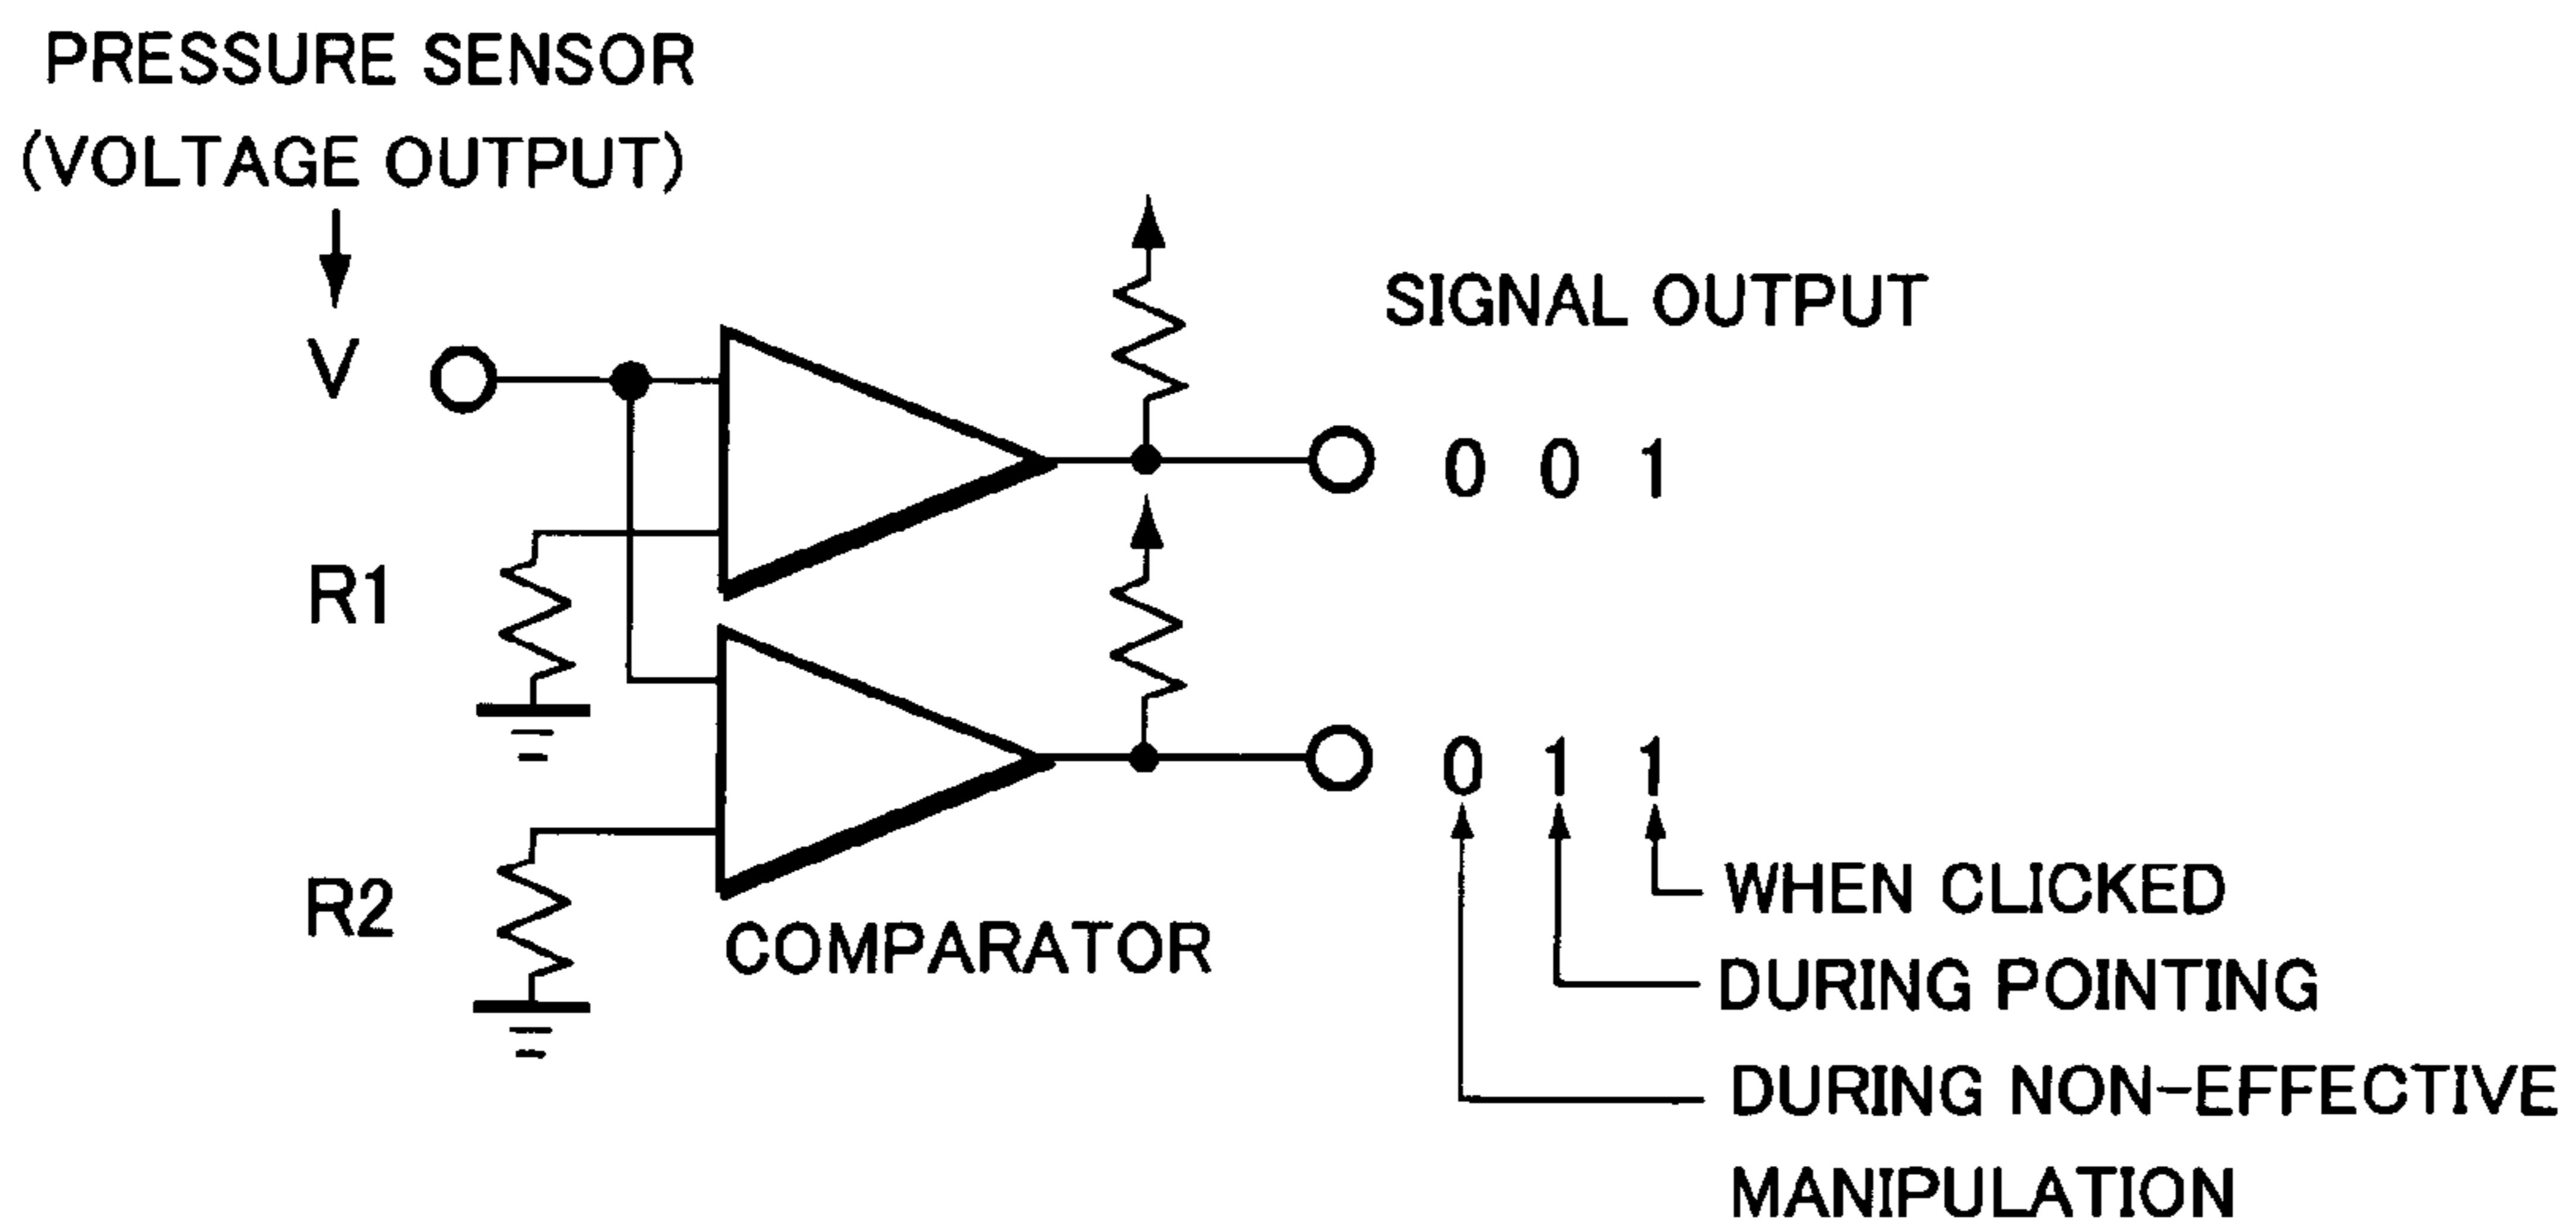 PRESSURE SENSOR
(VOLTAGE OUTPUT)
SIGNAL OUTPUT
V
0 0 1
R1
0 1 1
R2
WHEN CLICKED
COMPARATOR
DURING POINTING
DURING NON-EFFECTIVE
MANIPULATION